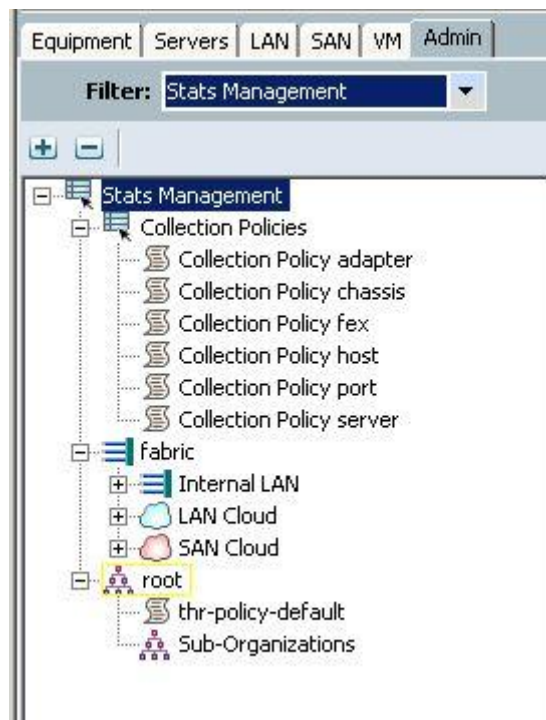 Equipment Servers LAN SAN VM Admin
Filter: Stats Management
Stats Management
Collection Policies
Collection Policy adapter
Collection Policy chassis
Collection Policy fex
Collection Policy host
Collection Policy port
Collection Policy server
fabric
Internal LAN
LAN Cloud
SAN Cloud
root
thr-policy-default
Sub-Organizations